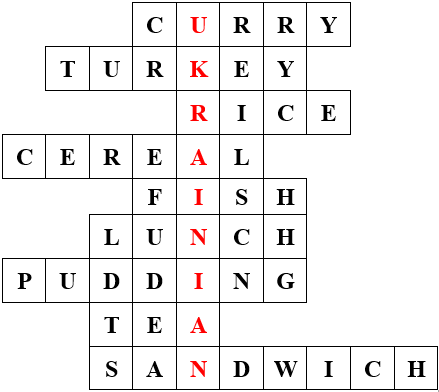 CURRY
TURKEY
RICE
CEREAL
FISH
LUNCH
PUDDING
TEA
SANDWICH